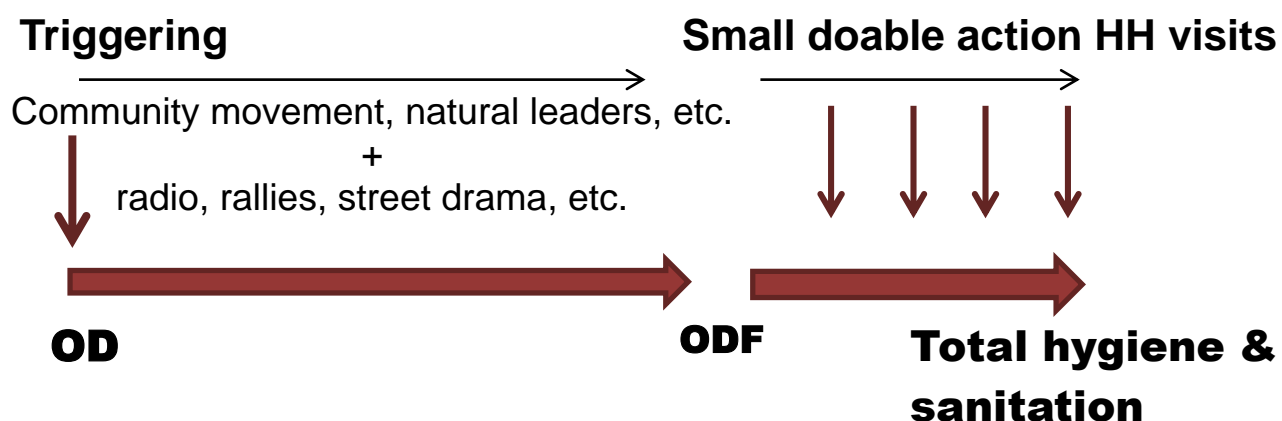 Triggering
Small doable action HH visits
Community movement, natural leaders, etc.
+
radio, rallies, street drama, etc.
OD
ODF
Total hygiene &
sanitation